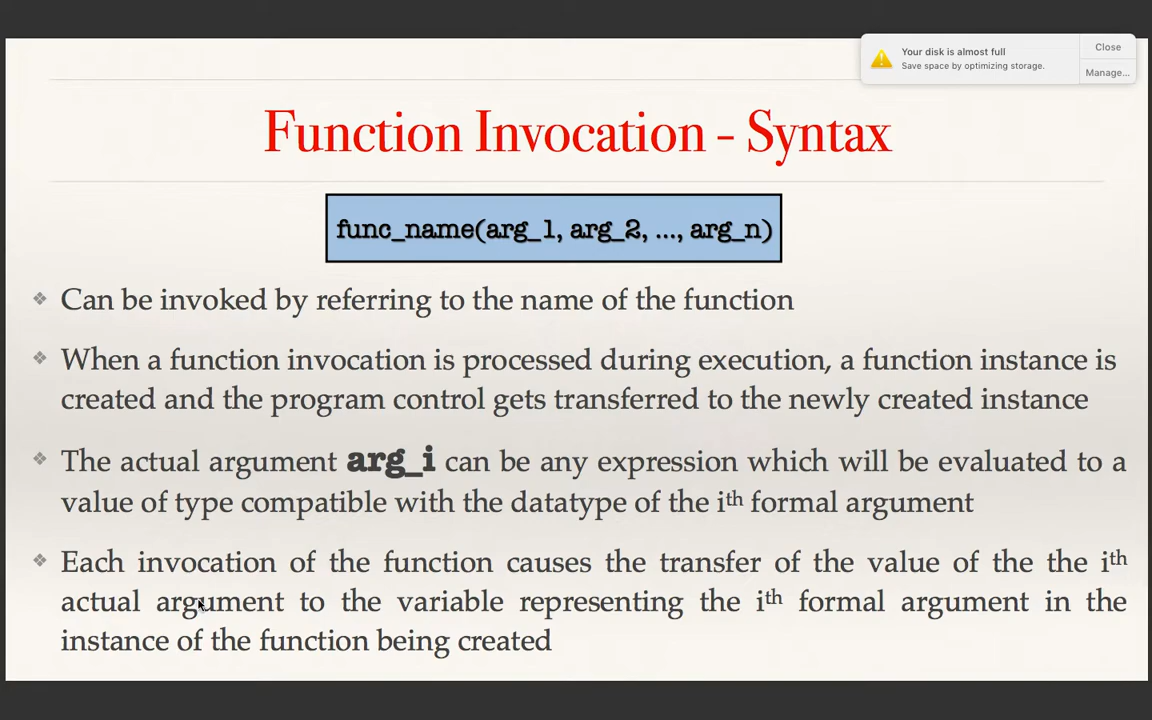 Your disk is almost full
Save space by optimizing storage.
Close
Manage...
Function Invocation - Syntax
func_name(arg_1, arg_2, ..., arg_n)
❖ Can be invoked by referring to the name of the function
❖ When a function invocation is processed during execution, a function instance is
created and the program control gets transferred to the newly created instance
❖ The actual argument arg_i can be any expression which will be evaluated to a
value of type compatible with the datatype of the ith formal argument
❖ Each invocation of the function causes the transfer of the value of the the ith
actual argument to the variable representing the ith formal argument in the
instance of the function being created